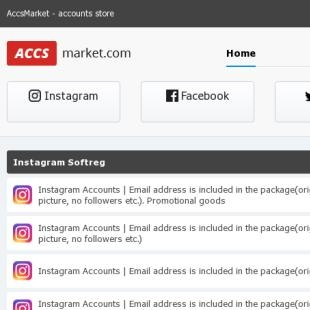 AccsMarket - accounts store
ACCS market.com
Home
Instagram
Facebook
Instagram Softreg
Instagram Accounts | Email address is included in the package(ori
picture, no followers etc.). Promotional goods
Instagram Accounts | Email address is included in the package(ori
picture, no followers etc.)
Instagram Accounts | Email address is included in the package(ori
Instagram Accounts | Email address is included in the package(ori